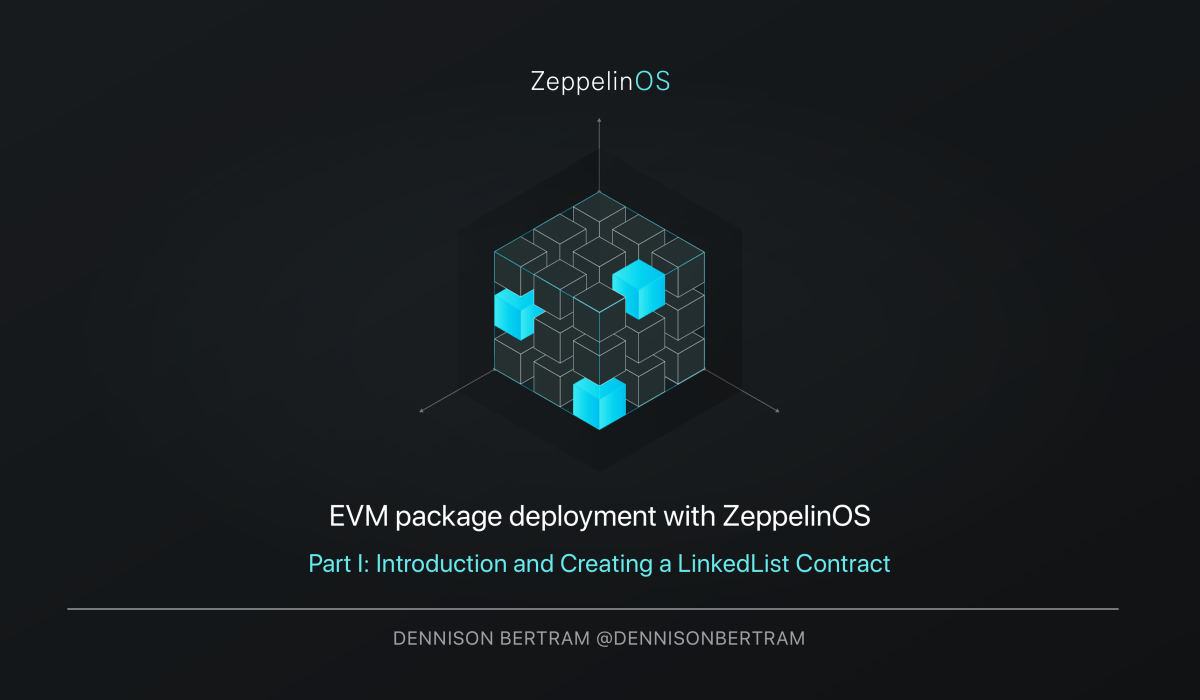 ZeppelinOS
EVM package deployment with ZeppelinOS
Part I: Introduction and Creating a LinkedList Contract
DENNISON BERTRAM @DENNISONBERTRAM